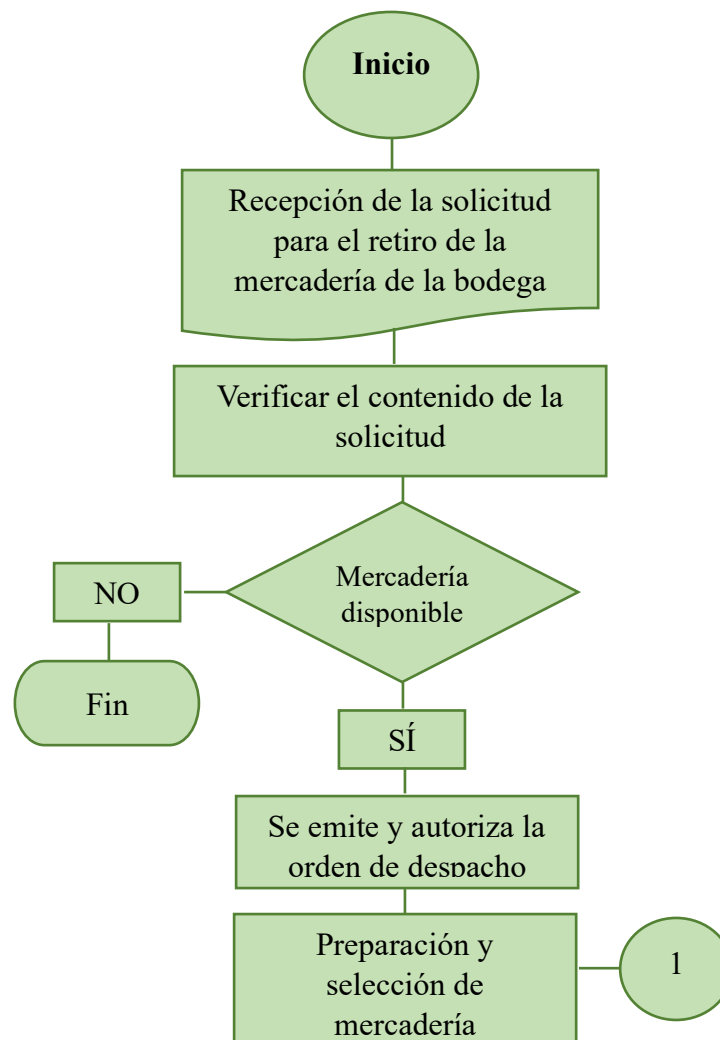 Inicio
Recepción de la solicitud
para el retiro de la
mercadería de la bodega
Verificar el contenido de la
solicitud
Mercadería
disponible
NO
Fin
SÍ
Se emite y autoriza la
orden de despacho
Preparación y
selección de
mercadería
1